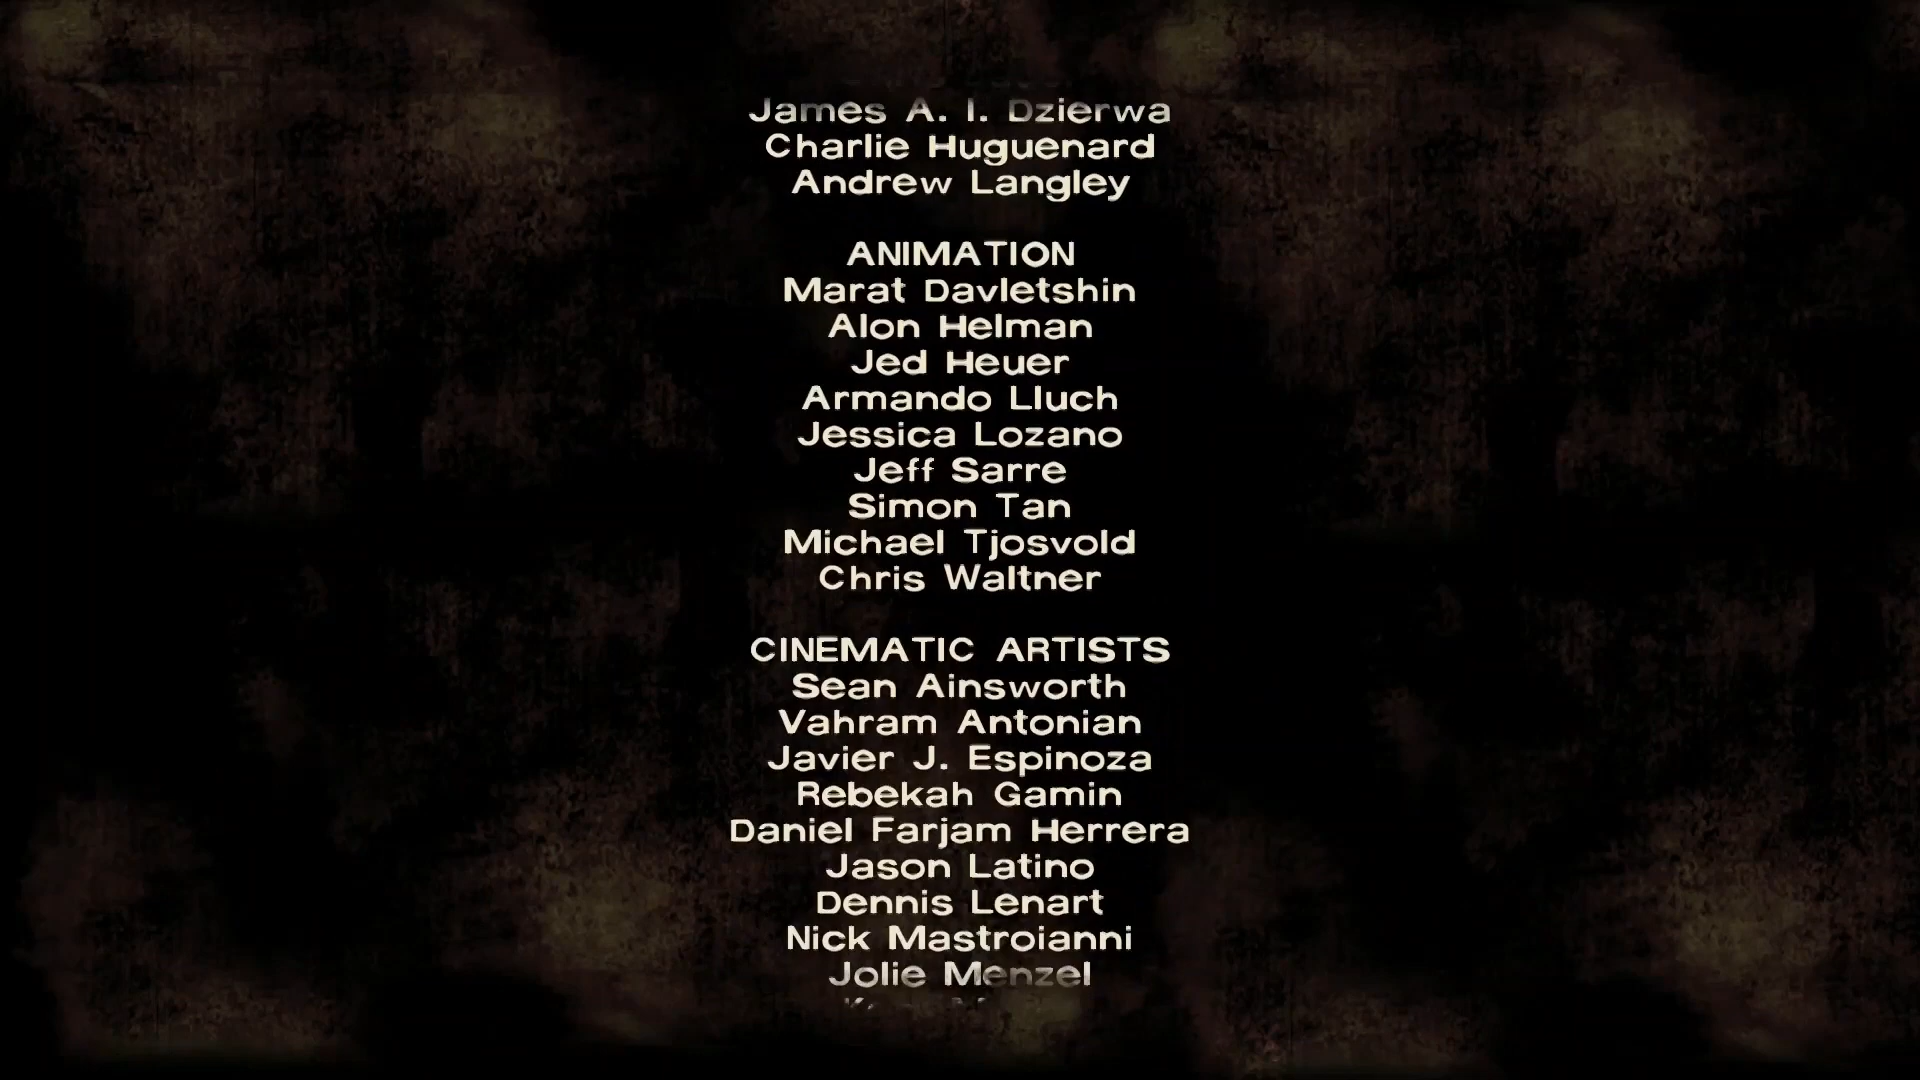 James A. I. Dzierwa
Charlie Huguenard
Andrew Langley
ANIMATION
Marat Davletshin
Alon Helman
Jed Heuer
Armando Lluch
Jessica Lozano
Jeff Sarre
Simon Tan
Michael Tjosvold
Chris Waltner
CINEMATIC ARTISTS
Sean Ainsworth
Vahram Antonian
Javier J. Espinoza
Rebekah Gamin
Daniel Farjam Herrera
Jason Latino
Dennis Lenart
Nick Mastroianni
Jolie Menzel